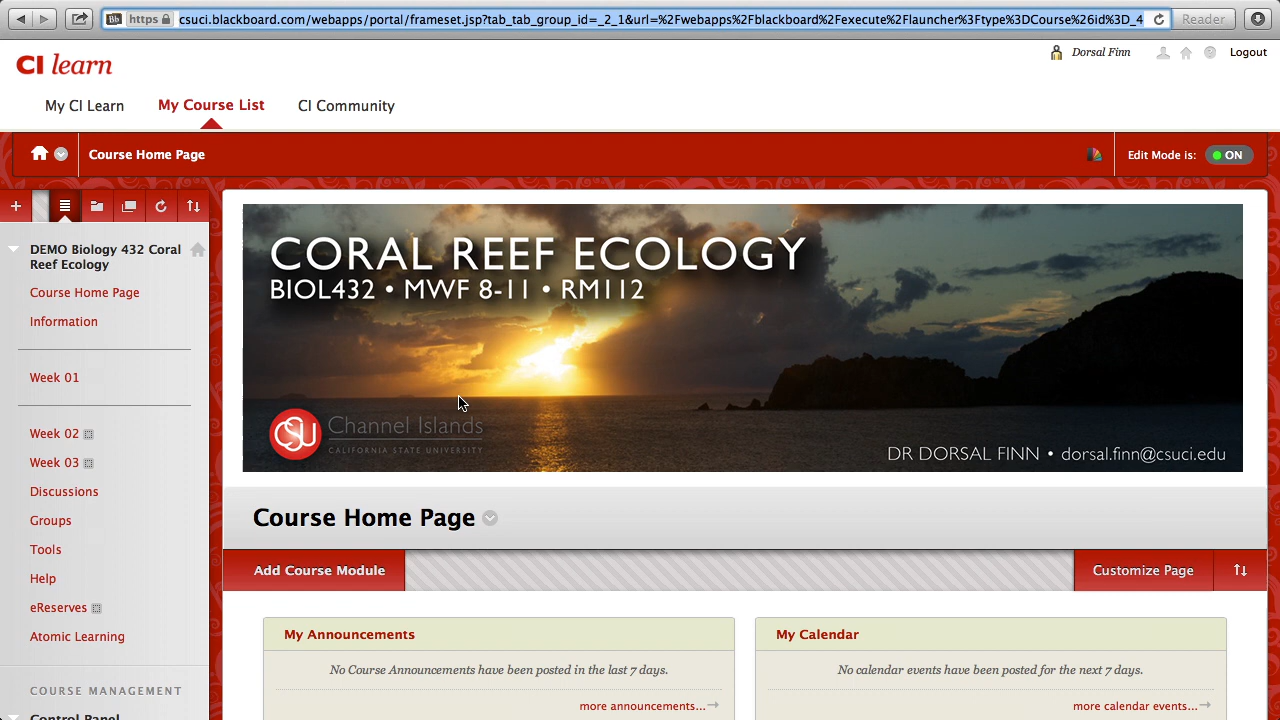 Bb https csuci.blackboard.com/webapps/portal/frameset.jsp?tab_tab_group_id=_2_1&url=%2Fwebapps%2Fblackboard%2Fexecute%2Flauncher%3Ftype%3DCourse%26id%3D_4 Reader
CI learn
Dorsal Finn Logout
My CI Learn My Course List CI Community
Course Home Page Edit Mode is: ON
DEMO Biology 432 Coral
Reef Ecology
Course Home Page
Information
Week 01
Week 02
Week 03
Discussions
Groups
Tools
Help
eReserves
Atomic Learning
COURSE MANAGEMENT
Control Panel
CORAL REEF ECOLOGY
BIOL432 • MWF 8-11 • RM112
CSU Channel Islands
CALIFORNIA STATE UNIVERSITY
DR DORSAL FINN • dorsal.finn@csuci.edu
Course Home Page
Add Course Module Customize Page
My Announcements
No Course Announcements have been posted in the last 7 days.
more announcements...
My Calendar
No calendar events have been posted for the next 7 days.
more calendar events...